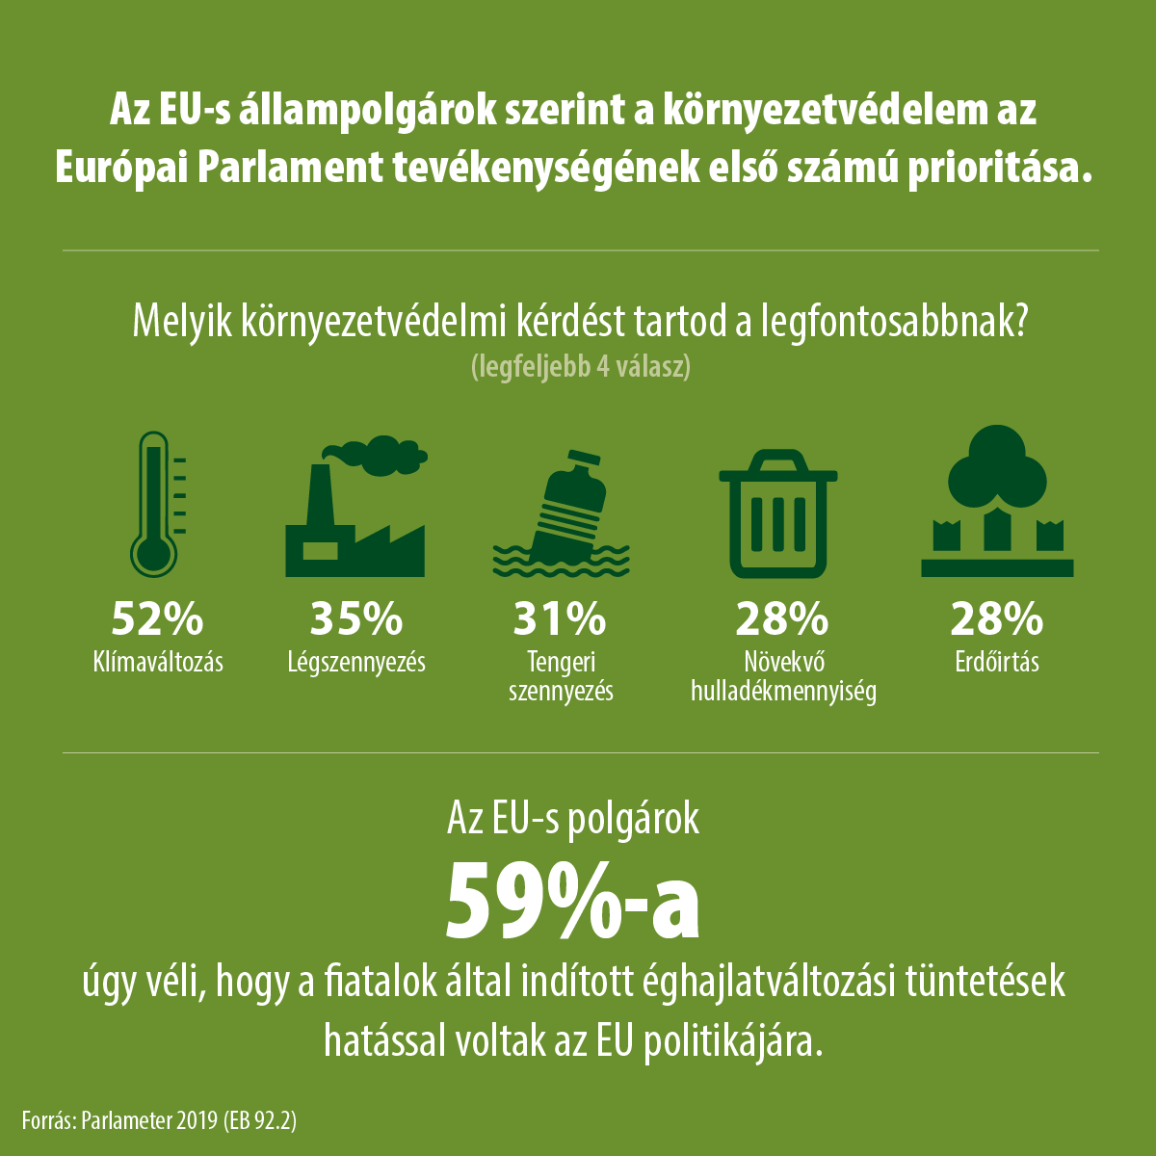 Az EU-s állampolgárok szerint a környezetvédelem az
Európai Parlament tevékenységének első számú prioritása.
Melyik környezetvédelmi kérdést tartod a legfontosabbnak?
(legfeljebb 4 válasz)
52%
Klímaváltozás
35%
Légszennyezés
31%
Tengeri
szennyezés
28%
Növekvő
hulladékmennyiség
28%
Erdőirtás
Az EU-s polgárok
59%-a
úgy véli, hogy a fiatalok által indított éghajlatváltozási tüntetések
hatással voltak az EU politikájára.
Forrás: Parlameter 2019 (EB 92.2)